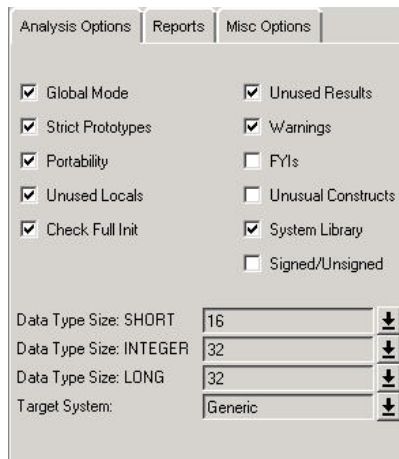 Analysis Options Reports Misc Options
Global Mode Unused Results
Strict Prototypes Warnings
Portability FYIs
Unused Locals Unusual Constructs
Check Full Init System Library
Signed/Unsigned
Data Type Size: SHORT 16
Data Type Size: INTEGER 32
Data Type Size: LONG 32
Target System: Generic